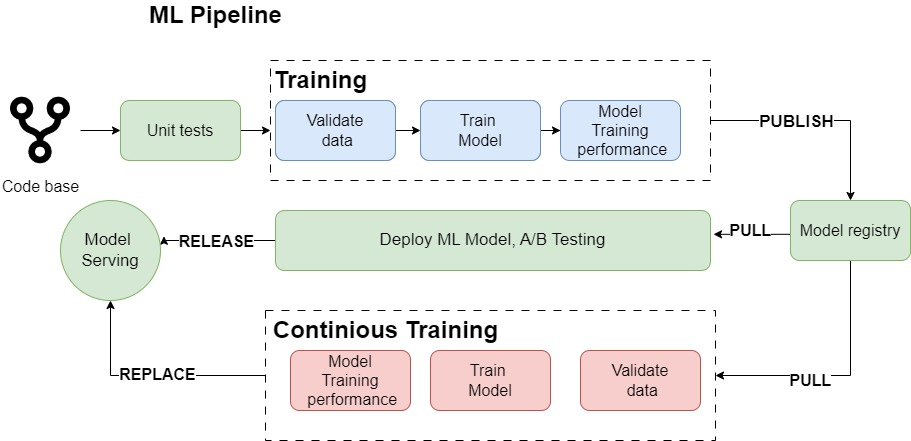 ML Pipeline
Training
Validate
data
Train
Model
Model
Training
performance
Unit tests
Code base
PUBLISH
Model registry
PULL
Deploy ML Model, A/B Testing
RELEASE
Model
Serving
Continious Training
Model
Training
performance
Train
Model
Validate
data
REPLACE
PULL